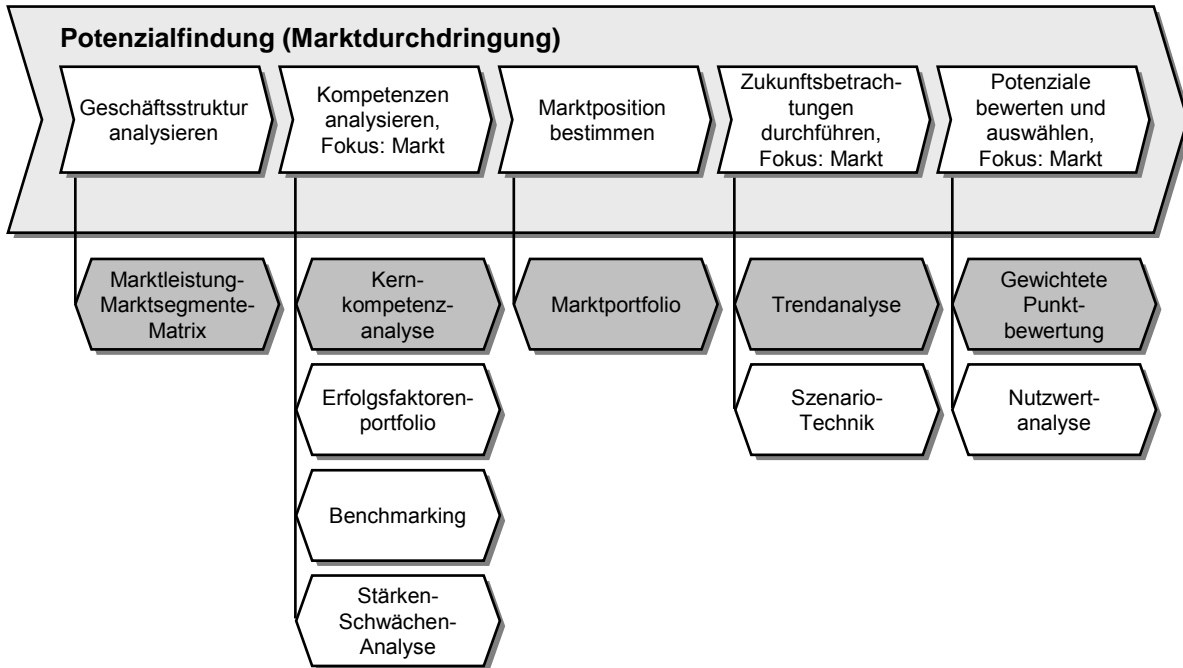 Potenzialfindung (Marktdurchdringung)
Geschäftsstruktur
analysieren
Kompetenzen
analysieren,
Fokus: Markt
Marktposition
bestimmen
Zukunftsbetrach-
tungen
durchführen,
Fokus: Markt
Potenziale
bewerten und
auswählen,
Fokus: Markt
Marktleistung-
Marktsegmente-
Matrix
Kern-
kompetenz-
analyse
Marktportfolio
Trendanalyse
Gewichtete
Punkt-
bewertung
Erfolgsfaktoren-
portfolio
Szenario-
Technik
Nutzwert-
analyse
Benchmarking
Stärken-
Schwächen-
Analyse